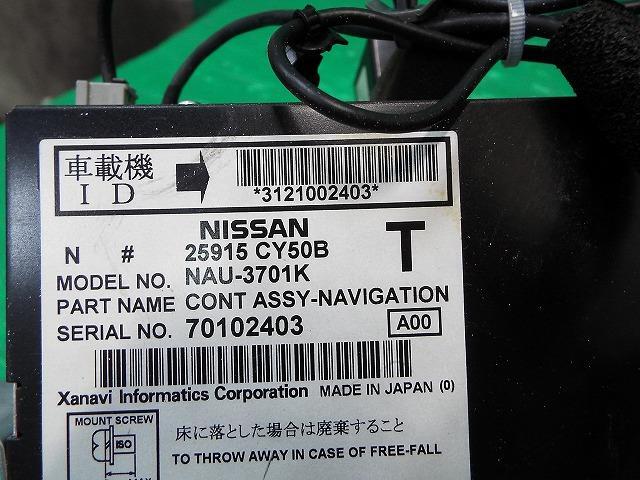 車載機
I D
*3121002403*
NISSAN
T
N # 25915 CY50B
MODEL NO. NAU-3701K
PART NAME CONT ASSY-NAVIGATION
SERIAL NO. 70102403 A00
Xanavi Informatics Corporation MADE IN JAPAN (0)
MOUNT SCREW
ISO
床に落とした場合は廃棄すること
TO THROW AWAY IN CASE OF FREE-FALL